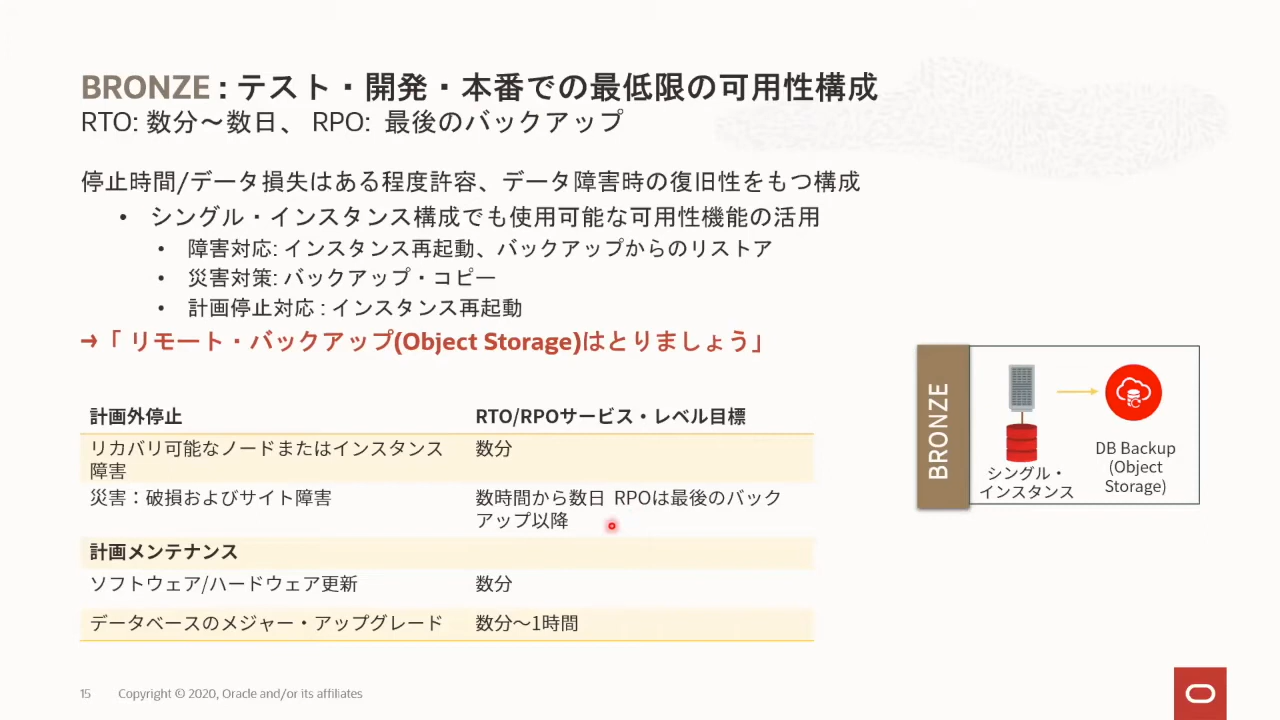 BRONZE : テスト・開発・本番での最低限の可用性構成
RTO: 数分～数日、 RPO: 最後のバックアップ
停止時間/データ損失はある程度許容、データ障害時の復旧性をもつ構成
• シングル・インスタンス構成でも使用可能な可用性機能の活用
• 障害対応: インスタンス再起動、バックアップからのリストア
• 災害対策: バックアップ・コピー
• 計画停止対応 : インスタンス再起動
→「 リモート・バックアップ(Object Storage)はとりましょう」
計画外停止 RTO/RPOサービス・レベル目標
リカバリ可能なノードまたはインスタンス 数分
障害
災害：破損およびサイト障害 数時間から数日 RPOは最後のバック
アップ以降
計画メンテナンス
ソフトウェア/ハードウェア更新 数分
データベースのメジャー・アップグレード 数分～1時間
BRONZE
シングル・
インスタンス
DB Backup
(Object
Storage)
15 Copyright © 2020, Oracle and/or its affiliates